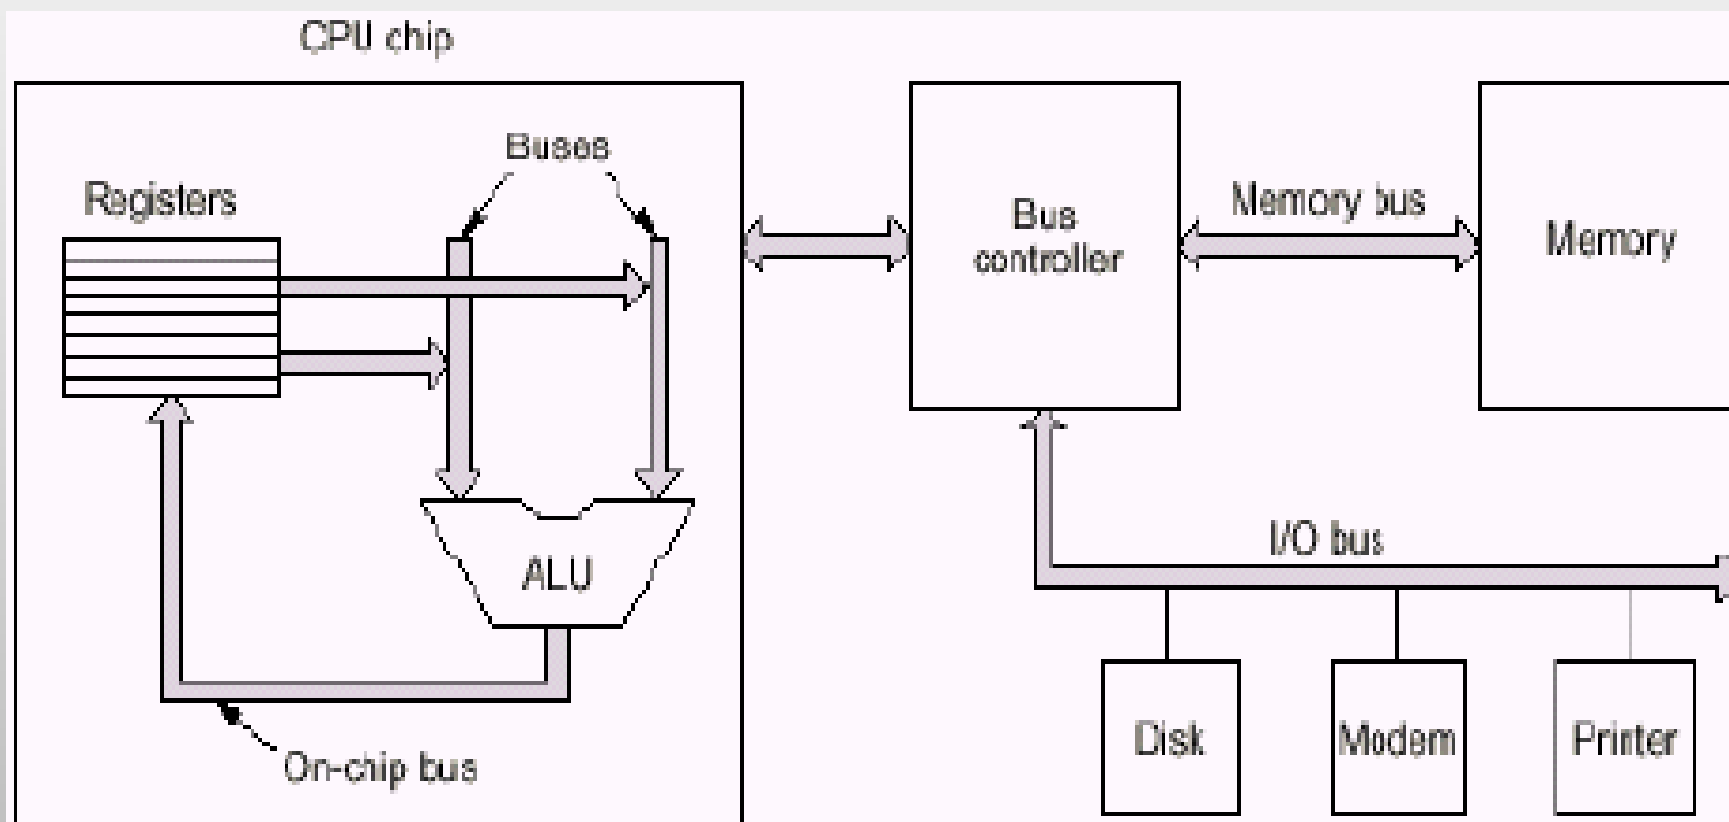 CPU chip
Buses
Registers
Bus
controller
Memory bus
Memory
I/O bus
ALU
On-chip bus
Disk
Modem
Printer